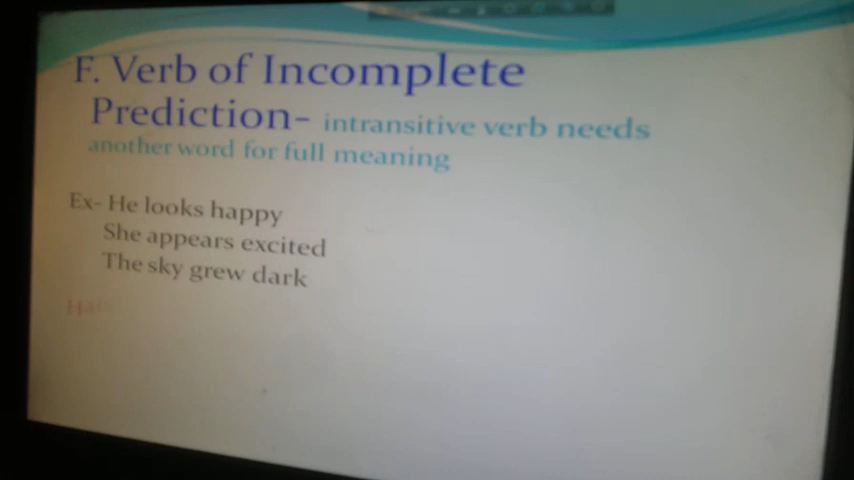 F. Verb of Incomplete
Prediction- intransitive verb needs
another word for full meaning
Ex- He looks happy
She appears excited
The sky grew dark